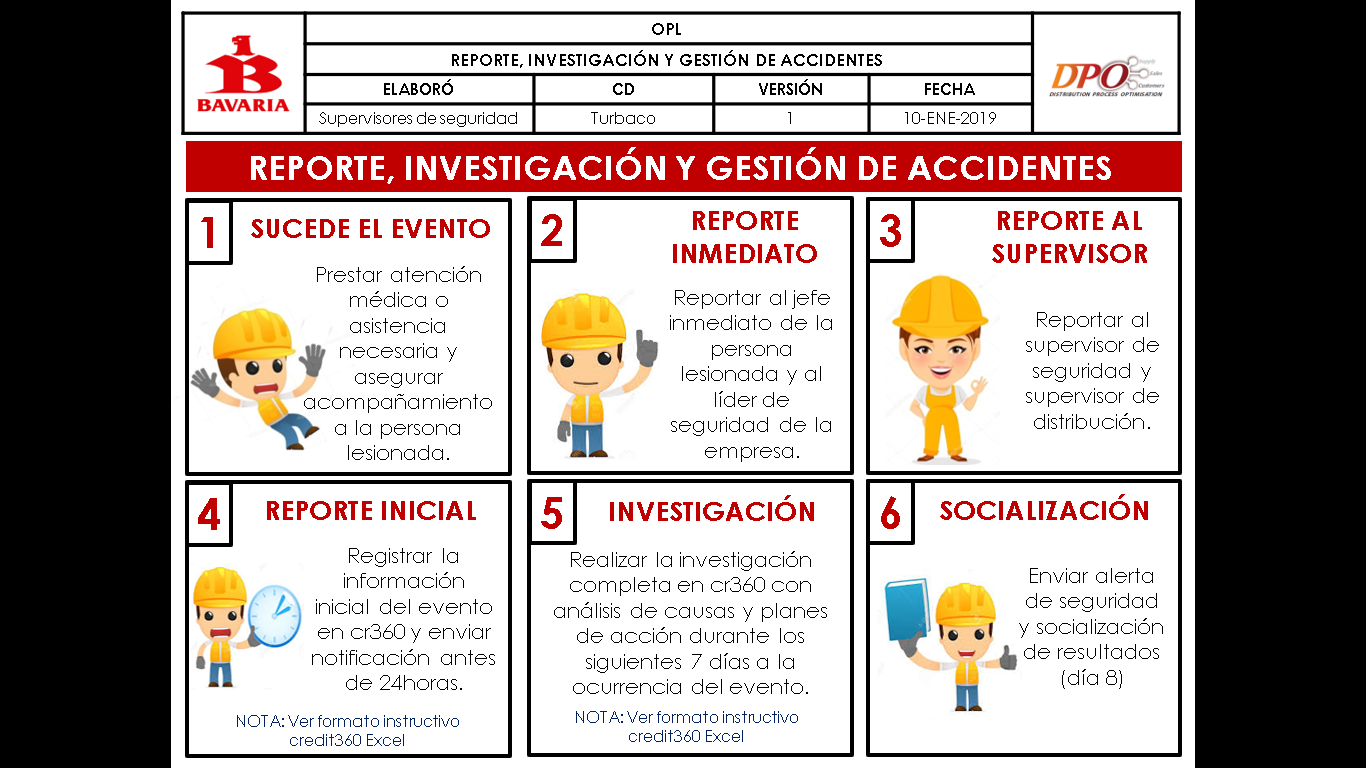 OPL
REPORTE, INVESTIGACIÓN Y GESTIÓN DE ACCIDENTES
BAVARIA
ELABORÓ CD VERSIÓN FECHA
Supervisores de seguridad Turbaco 1 10-ENE-2019
DPO
Supply
Sales
Customers
DISTRIBUTION PROCESS OPTIMISATION
REPORTE, INVESTIGACIÓN Y GESTIÓN DE ACCIDENTES
1
SUCEDE EL EVENTO
Prestar atención
médica o
asistencia
necesaria y
asegurar
acompañamiento
a la persona
lesionada.
2
REPORTE
INMEDIATO
Reportar al jefe
inmediato de la
persona
lesionada y al
líder de
seguridad de la
empresa.
3
REPORTE AL
SUPERVISOR
Reportar al
supervisor de
seguridad y
supervisor de
distribución.
4
REPORTE INICIAL
Registrar la
información
inicial del evento
en cr360 y enviar
notificación antes
de 24horas.
NOTA: Ver formato instructivo
credit360 Excel
5
INVESTIGACIÓN
Realizar la investigación
completa en cr360 con
análisis de causas y planes
de acción durante los
siguientes 7 días a la
ocurrencia del evento.
NOTA: Ver formato instructivo
credit360 Excel
6
SOCIALIZACIÓN
Enviar alerta
de seguridad
y socialización
de resultados
(día 8)